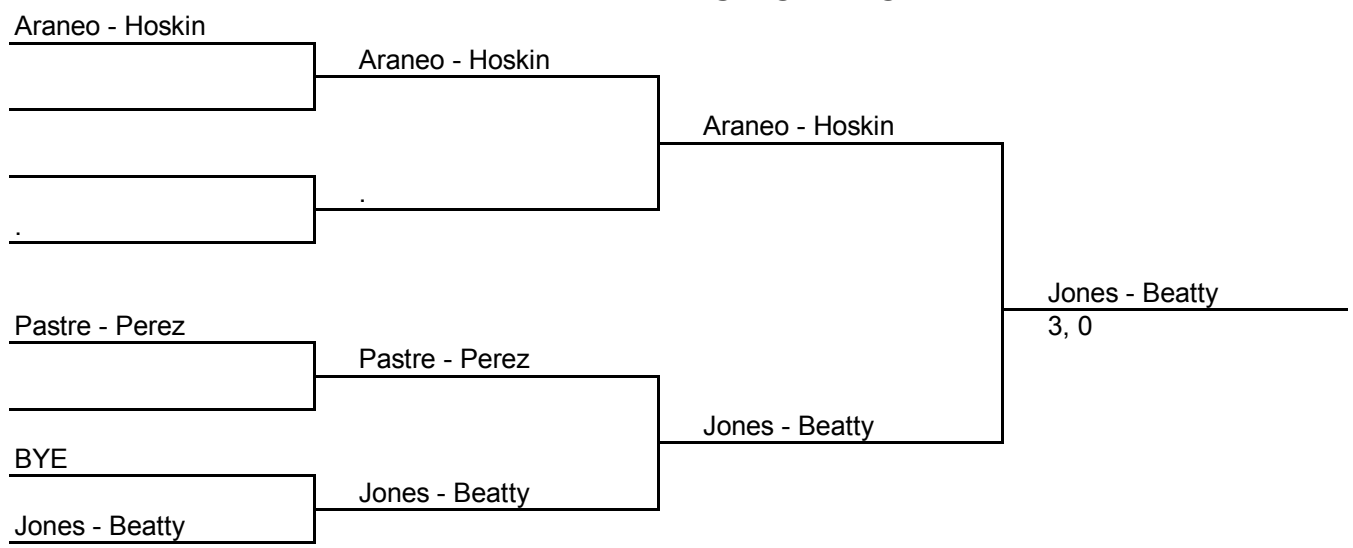 Araneo - Hoskin
Araneo - Hoskin
Araneo - Hoskin
.
.
Jones - Beatty
3, 0
Pastre - Perez
Pastre - Perez
Jones - Beatty
BYE
Jones - Beatty
Jones - Beatty